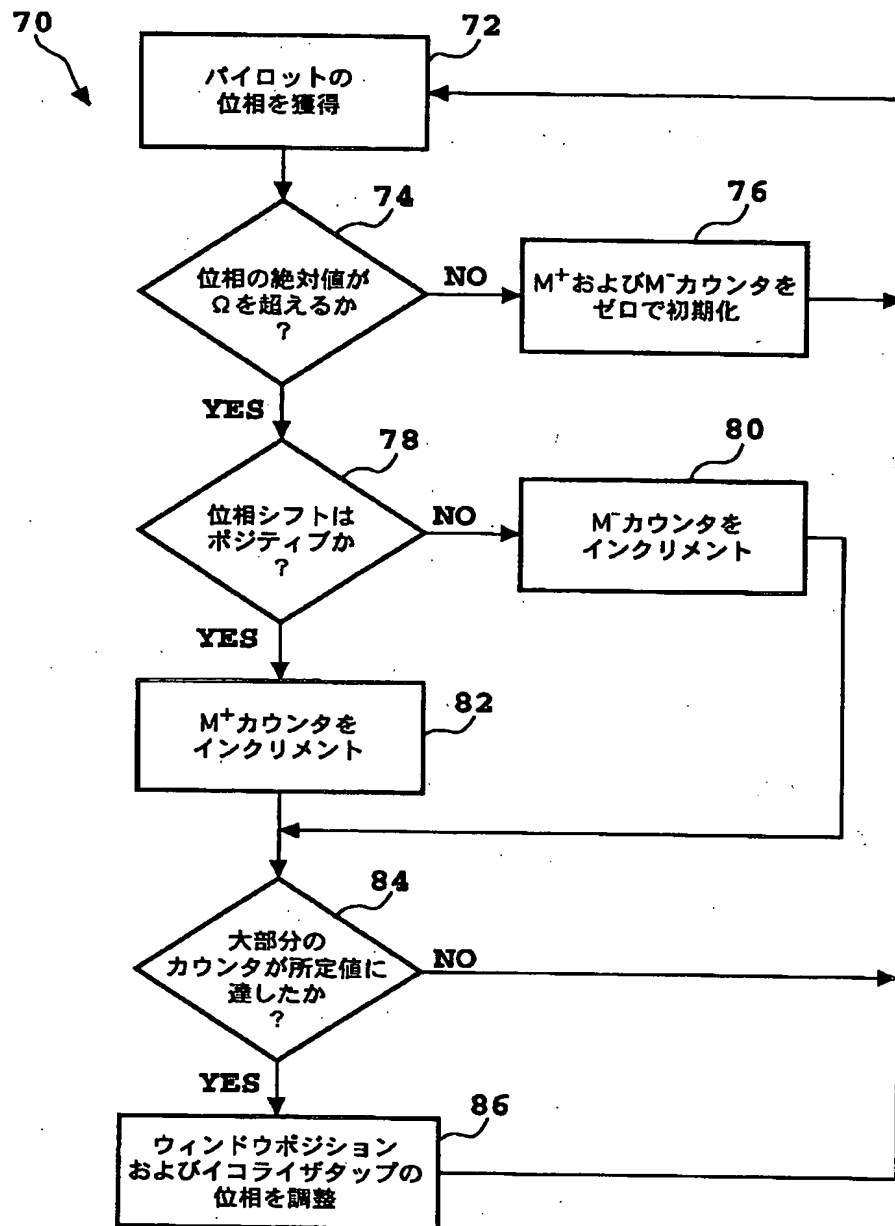 70
72
パイロットの
位相を獲得
74
位相の絶対値が
Ωを超えるか
?
NO
76
M⁺およびM⁻カウンタを
ゼロで初期化
YES
78
位相シフトは
ポジティブか
?
NO
80
M⁻カウンタを
インクリメント
YES
82
M⁺カウンタを
インクリメント
84
大部分の
カウンタが所定値に
達したか
?
NO
YES
86
ウィンドウポジション
およびイコライザタップの
位相を調整